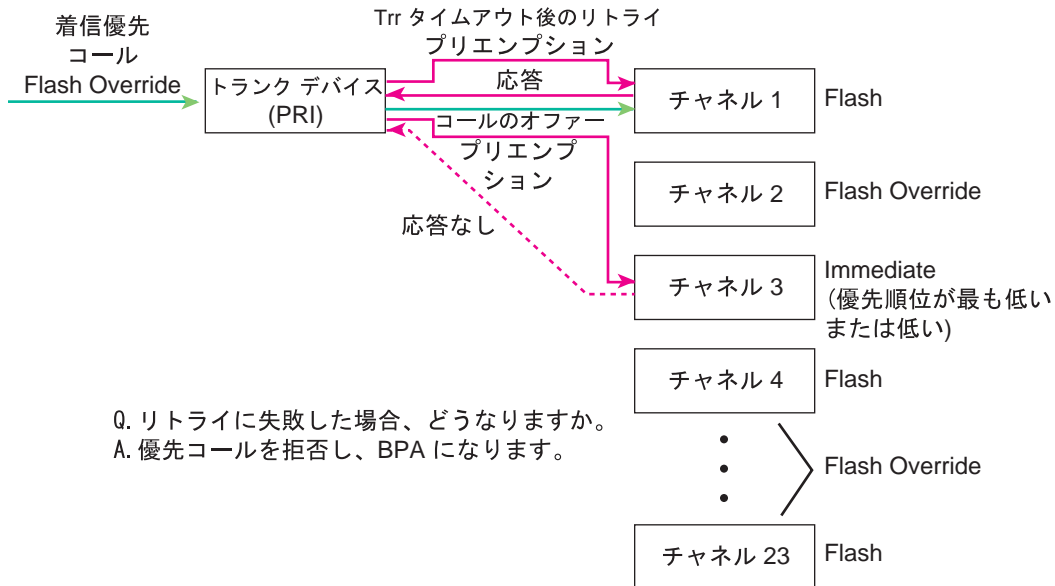 Trr タイムアウト後のリトライ
プリエンプション
着信優先
コール
Flash Override
トランク デバイス
(PRI)
応答
コールのオファー
プリエンプ
ション
応答なし
チャネル 1
Flash
チャネル 2
Flash Override
チャネル 3
Immediate
(優先順位が最も低い
または低い)
チャネル 4
Flash
Q. リトライに失敗した場合、どうなりますか。
A. 優先コールを拒否し、BPA になります。
Flash Override
チャネル 23
Flash